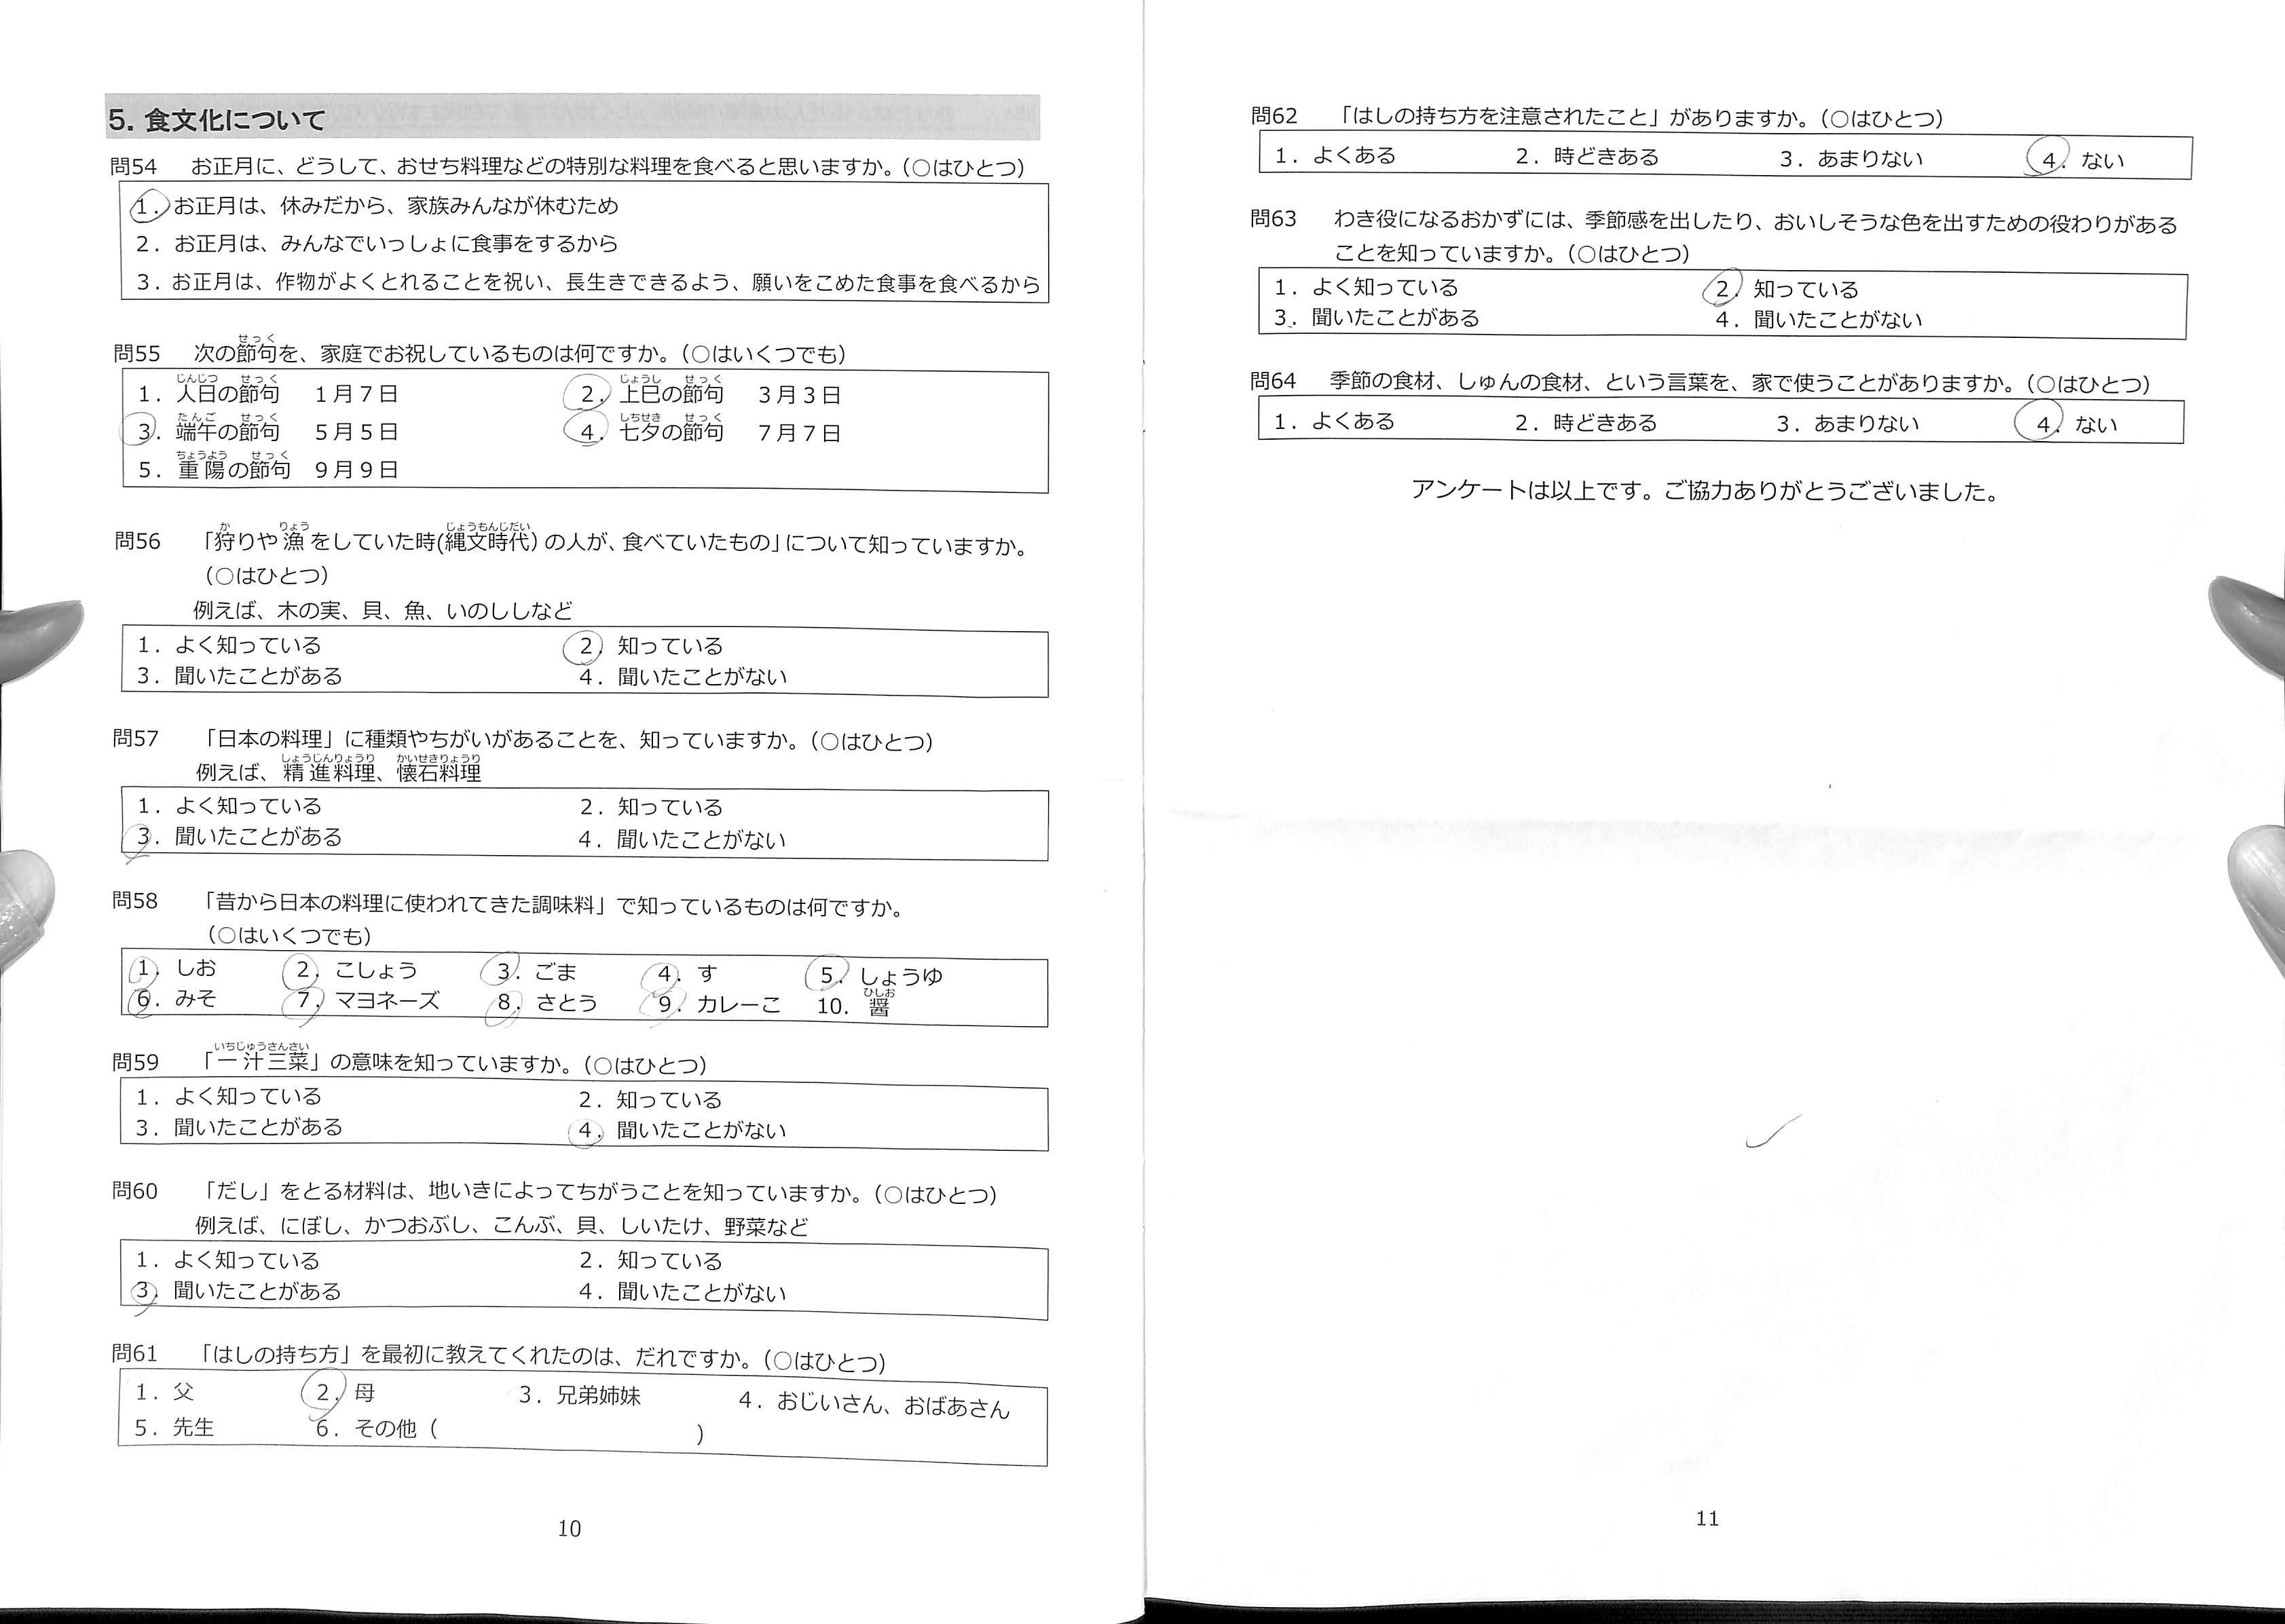 5. 食文化について
問54 お正月に、どうして、おせち料理などの特別な料理を食べると思いますか。(○はひとつ)
1. お正月は、休みだから、家族みんなが休むため
2. お正月は、みんなでいっしょに食事をするから
3. お正月は、作物がよくとれることを祝い、長生きできるよう、願いをこめた食事を食べるから
せっく
問55 次の節句を、家庭でお祝しているものは何ですか。(○はいくつでも)
じんじつ せっく じょうし せっく
1. 人日の節句 1月7日 2. 上巳の節句 3月3日
たんご せっく しちせき せっく
3. 端午の節句 5月5日 4. 七夕の節句 7月7日
ちょうよう せっく
5. 重陽の節句 9月9日
か りょう じょうもんじだい
問56 「狩りや漁をしていた時(縄文時代)の人が、食べていたもの」について知っていますか。
(○はひとつ)
例えば、木の実、貝、魚、いのししなど
1. よく知っている 2. 知っている
3. 聞いたことがある 4. 聞いたことがない
問57 「日本の料理」に種類やちがいがあることを、知っていますか。(○はひとつ)
しょうじんりょうり かいせきりょうり
例えば、精進料理、懐石料理
1. よく知っている 2. 知っている
3. 聞いたことがある 4. 聞いたことがない
問58 「昔から日本の料理に使われてきた調味料」で知っているものは何ですか。
(○はいくつでも)
1. しお 2. こしょう 3. ごま 4. す 5. しょうゆ
ひしお
6. みそ 7. マヨネーズ 8. さとう 9. カレーこ 10. 醤
いちじゅうさんさい
問59 「一汁三菜」の意味を知っていますか。(○はひとつ)
1. よく知っている 2. 知っている
3. 聞いたことがある 4. 聞いたことがない
問60 「だし」をとる材料は、地いきによってちがうことを知っていますか。(○はひとつ)
例えば、にぼし、かつおぶし、こんぶ、貝、しいたけ、野菜など
1. よく知っている 2. 知っている
3. 聞いたことがある 4. 聞いたことがない
問61 「はしの持ち方」を最初に教えてくれたのは、だれですか。(○はひとつ)
1. 父 2. 母 3. 兄弟姉妹 4. おじいさん、おばあさん
5. 先生 6. その他( )
10
問62 「はしの持ち方を注意されたこと」がありますか。(○はひとつ)
1. よくある 2. 時どきある 3. あまりない 4. ない
問63 わき役になるおかずには、季節感を出したり、おいしそうな色を出すための役わりがある
ことを知っていますか。(○はひとつ)
1. よく知っている 2. 知っている
3. 聞いたことがある 4. 聞いたことがない
問64 季節の食材、しゅんの食材、という言葉を、家で使うことがありますか。(○はひとつ)
1. よくある 2. 時どきある 3. あまりない 4. ない
アンケートは以上です。ご協力ありがとうございました。
11